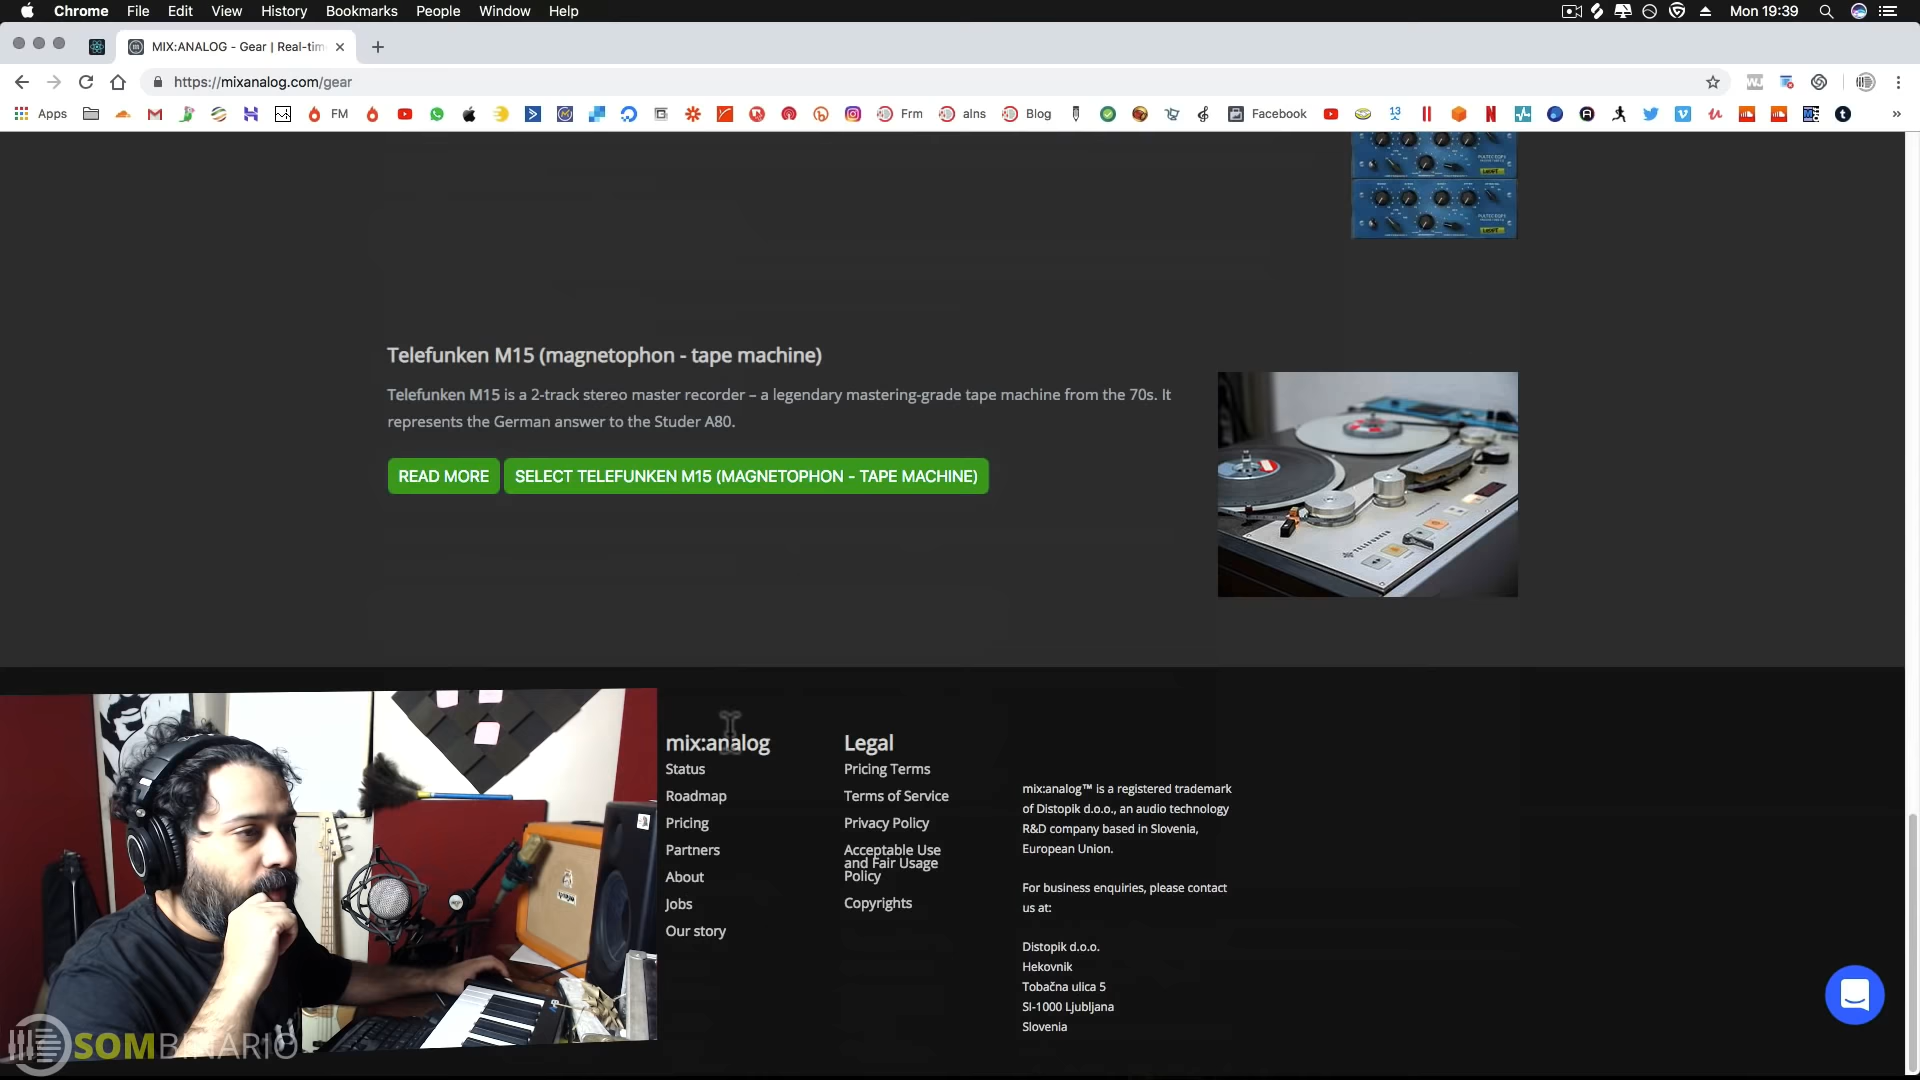 Chrome File Edit View History Bookmarks People Window Help
Mon 19:39
MIX:ANALOG - Gear | Real-tim
https://mixanalog.com/gear
Apps
FM
Frm
alns
Blog
Facebook
13
Telefunken M15 (magnetophon - tape machine)
Telefunken M15 is a 2-track stereo master recorder – a legendary mastering-grade tape machine from the 70s. It
represents the German answer to the Studer A80.
READ MORE
SELECT TELEFUNKEN M15 (MAGNETOPHON - TAPE MACHINE)
TELEFUNKEN
mix:analog
Status
Roadmap
Pricing
Partners
About
Jobs
Our story
Legal
Pricing Terms
Terms of Service
Privacy Policy
Acceptable Use
and Fair Usage
Policy
Copyrights
mix:analog™ is a registered trademark
of Distopik d.o.o., an audio technology
R&D company based in Slovenia,
European Union.
For business enquiries, please contact
us at:
Distopik d.o.o.
Hekovnik
Tobačna ulica 5
SI-1000 Ljubljana
Slovenia
SOMBINARIO